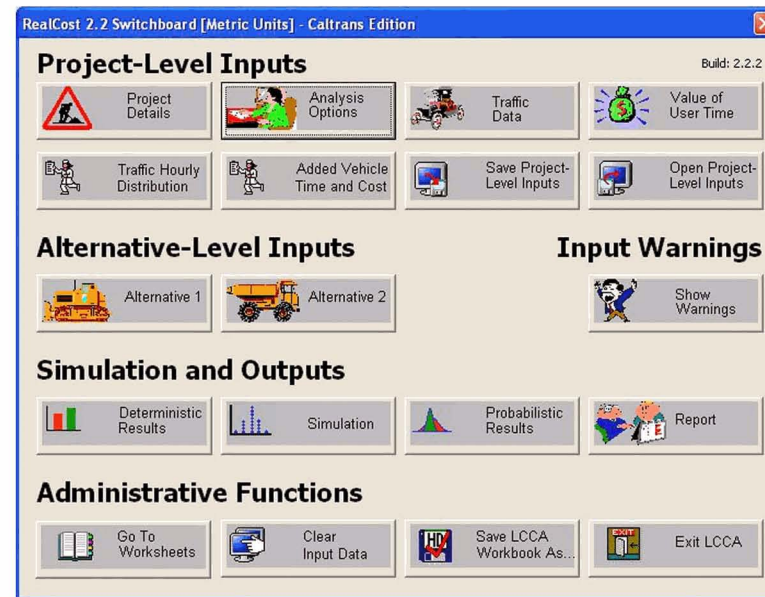 RealCost 2.2 Switchboard [Metric Units] - Caltrans Edition
Project-Level Inputs
Build: 2.2.2
Project
Details
Analysis
Options
Traffic
Data
Value of
User Time
Traffic Hourly
Distribution
Added Vehicle
Time and Cost
Save Project-
Level Inputs
Open Project-
Level Inputs
Alternative-Level Inputs
Input Warnings
Alternative 1
Alternative 2
Show
Warnings
Simulation and Outputs
Deterministic
Results
Simulation
Probabilistic
Results
Report
Administrative Functions
Go To
Worksheets
Clear
Input Data
HD
Save LCCA
Workbook As...
EXIT
Exit LCCA